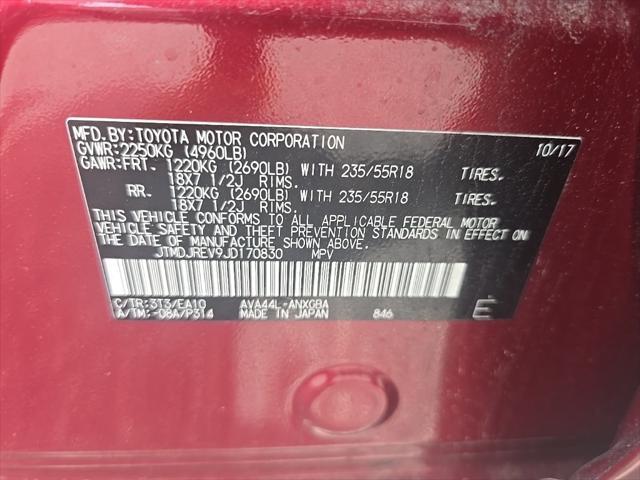 MFD. BY: TOYOTA MOTOR CORPORATION 10/17
GVWR: 2250KG (4960LB)
GAWR: FRT. 1220KG (2690LB) WITH 235/55R18 TIRES.
18X7 1/2J RIMS.
RR. 1220KG (2690LB) WITH 235/55R18 TIRES.
18X7 1/2J RIMS.
THIS VEHICLE CONFORMS TO ALL APPLICABLE FEDERAL MOTOR
VEHICLE SAFETY AND THEFT PREVENTION STANDARDS IN EFFECT ON
THE DATE OF MANUFACTURE SHOWN ABOVE.
JTMDJREV9JD170830 MPV
C/TR: 3T3/EA10 AVA44L-ANXGBA
A/TM: -08A/P314 MADE IN JAPAN 846 E